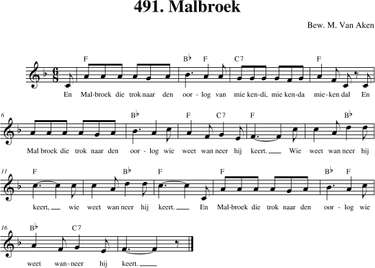 491. Malbroek
Bew. M. Van Aken
F B♭ F C7 F
En Mal-broek die trok naar den oor-log van mie ken-di, mie ken-da mie ken dal En
6 B♭ F C7 F B♭
Mal broek die trok naar den oor-log wie weet-wan neer hij keert. Wie weet wan neer hij
11 F B♭ F F B♭
keert. wie weet wan neer hij keert. En Mal-broek die trok naar den oor-log wie
16 B♭ C7 F
weet wan-neer hij keert.